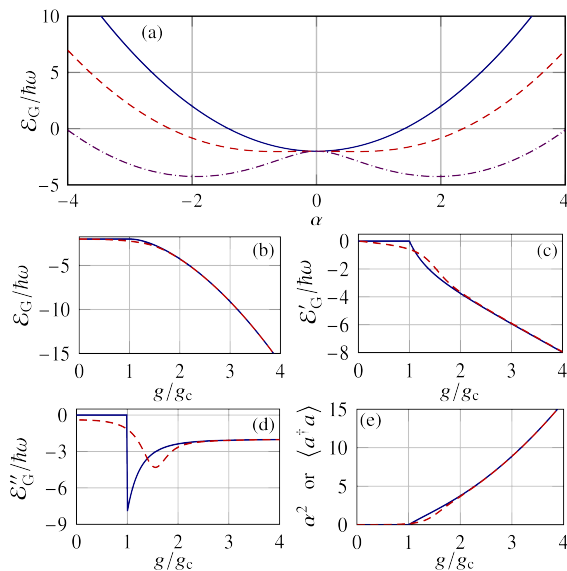 10
5
0
−5
ℰ_G/ħω
(a)
−4 −2 0 2 4
α
−5
−10
−15
ℰ_G/ħω
(b)
0 1 2 3 4
g/g_c
0
−2
−4
−6
−8
ℰ′_G/ħω
(c)
0 1 2 3 4
g/g_c
0
−3
−6
−9
ℰ″_G/ħω
(d)
0 1 2 3 4
g/g_c
15
10
5
0
α² or ⟨a†a⟩
(e)
0 1 2 3 4
g/g_c